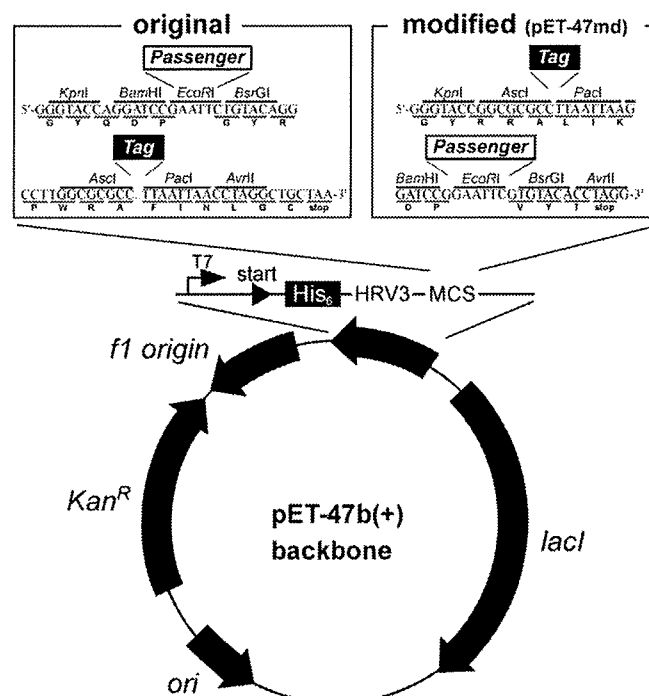 original
Passenger
KpnI BamHI EcoRI BsrGI
5'-GGGTACCAGGATCCGAATTCTGTACAGG
G Y Q D P G Y R
Tag
AscI PacI AvrII
CCTTGGCGCGCC..TTAATTAACCTAGGCTGCTAA-3'
P W R A F I N L G C stop
modified (pET-47md)
Tag
KpnI AscI PacI
5'-GGGTACCGGCGCGCCTTAATTAAG
G Y R R A L I K
Passenger
BamHI EcoRI BsrGI AvrII
GATCCGGAATTCGTGTACACCTAGG-3'
D P V Y T stop
T7
start
His6 HRV3 MCS
f1 origin
KanR
pET-47b(+)
backbone
lacI
ori